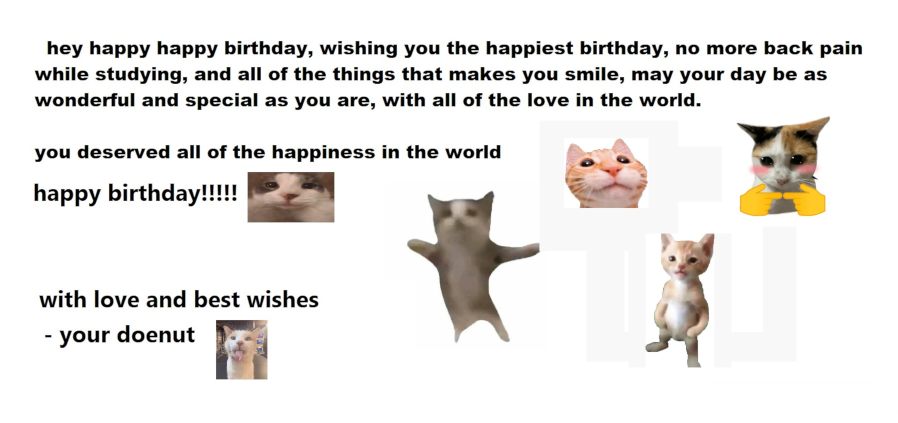 hey happy happy birthday, wishing you the happiest birthday, no more back pain
while studying, and all of the things that makes you smile, may your day be as
wonderful and special as you are, with all of the love in the world.
you deserved all of the happiness in the world
happy birthday!!!!!
with love and best wishes
- your doenut